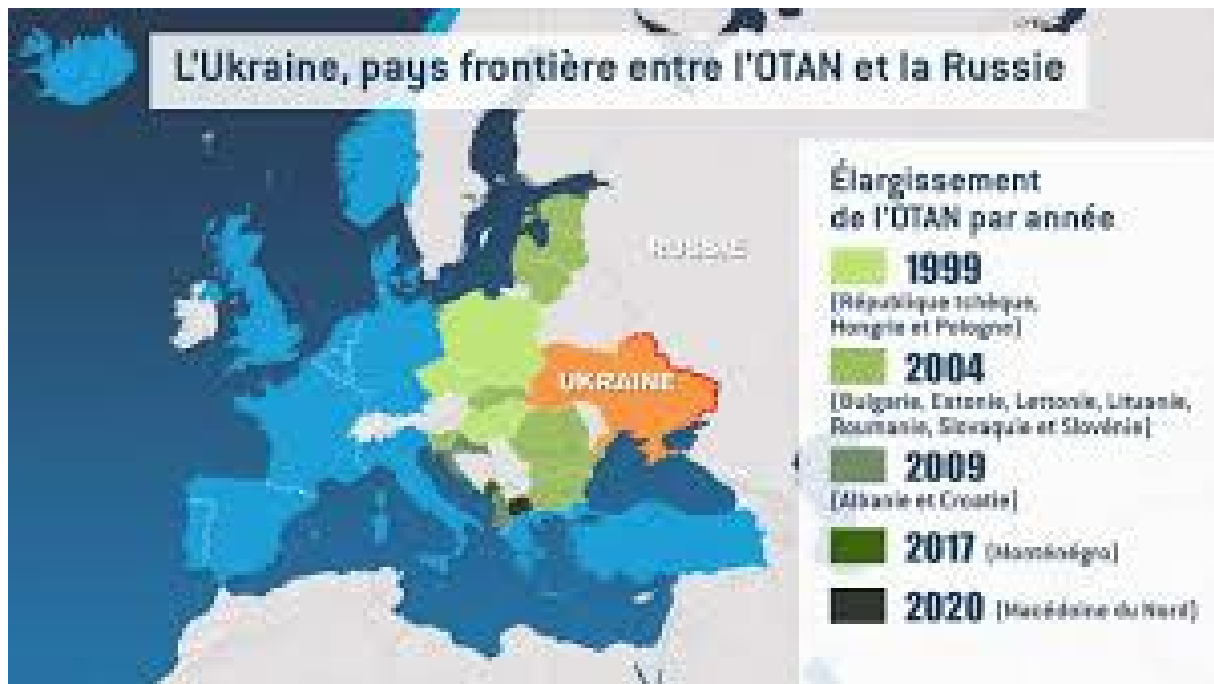 L'Ukraine, pays frontière entre l'OTAN et la Russie
RUSSIE
UKRAINE
Élargissement
de l'OTAN par année
1999
[République tchèque,
Hongrie et Pologne]
2004
[Bulgarie, Estonie, Lettonie, Lituanie,
Roumanie, Slovaquie et Slovénie]
2009
[Albanie et Croatie]
2017 [Monténégro]
2020 [Macédoine du Nord]